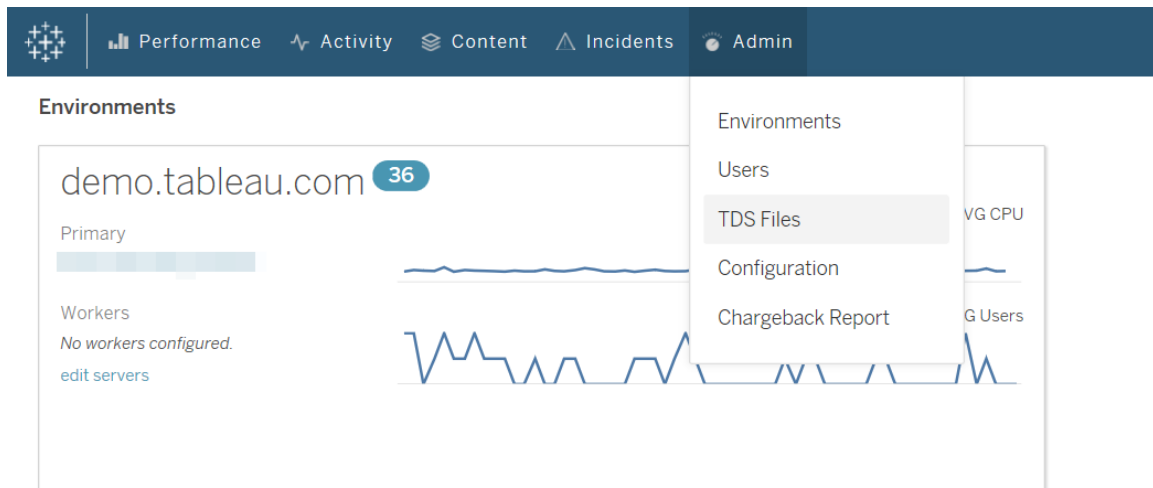 Performance Activity Content Incidents Admin
Environments
demo.tableau.com 36
Primary
Workers
No workers configured.
edit servers
Environments
Users
TDS Files
Configuration
Chargeback Report
VG CPU
G Users